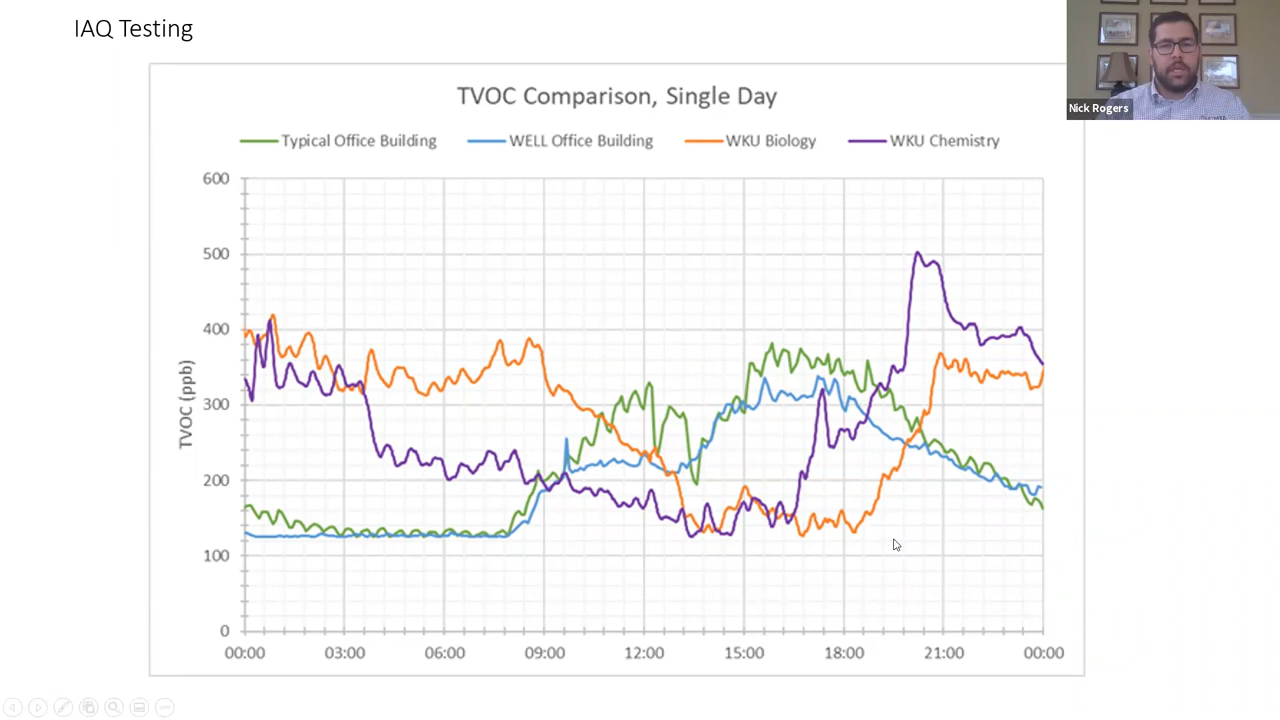 IAQ Testing
Nick Rogers
TVOC Comparison, Single Day
Typical Office Building WELL Office Building WKU Biology WKU Chemistry
TVOC (ppb)
600
500
400
300
200
100
0
00:00 03:00 06:00 09:00 12:00 15:00 18:00 21:00 00:00